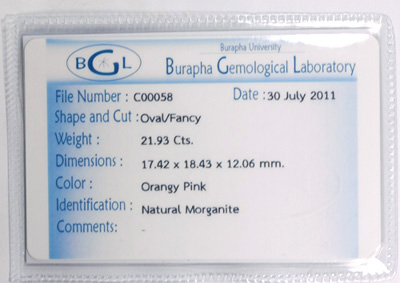 Burapha University
BGL Burapha Gemological Laboratory
File Number : C00058 Date : 30 July 2011
Shape and Cut : Oval/Fancy
Weight : 21.93 Cts.
Dimensions : 17.42 x 18.43 x 12.06 mm.
Color : Orangy Pink
Identification : Natural Morganite
Comments: -